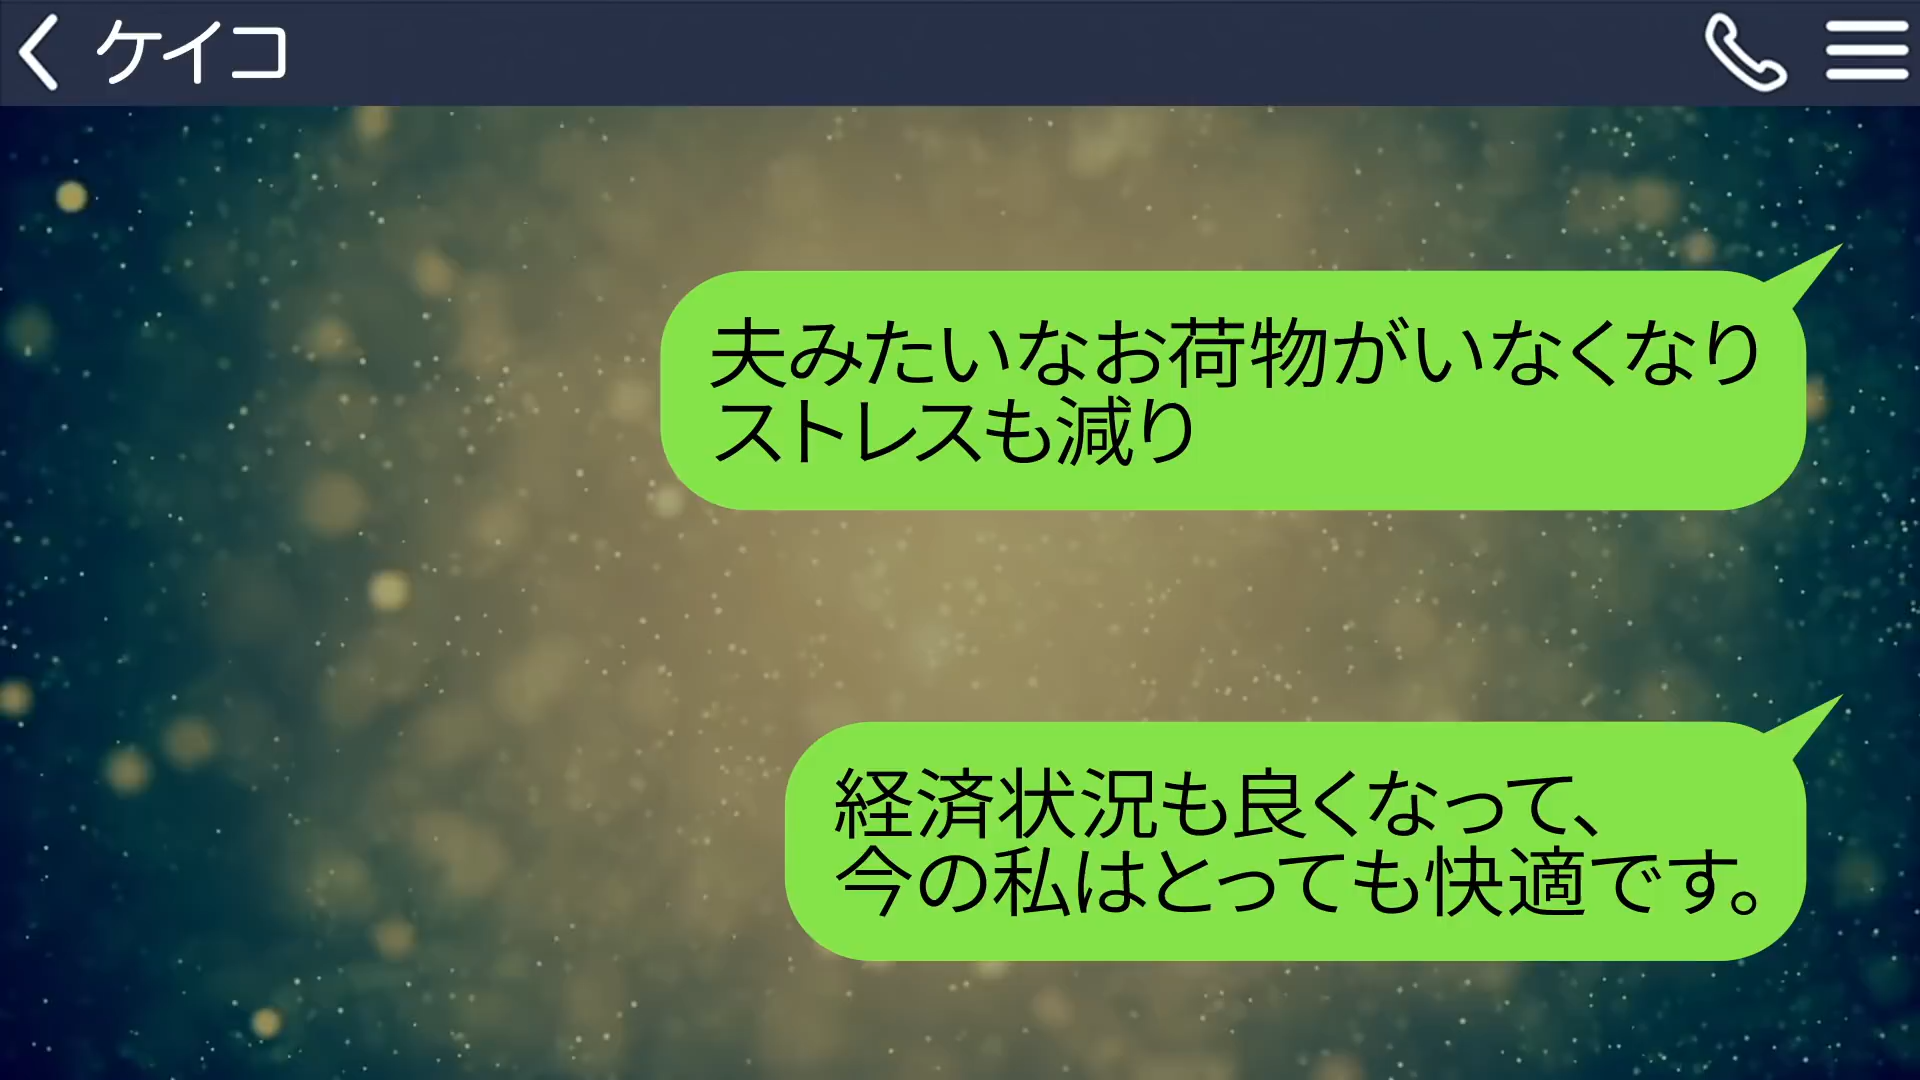 ケイコ
夫みたいなお荷物がいなくなり
ストレスも減り
経済状況も良くなって、
今の私はとっても快適です。